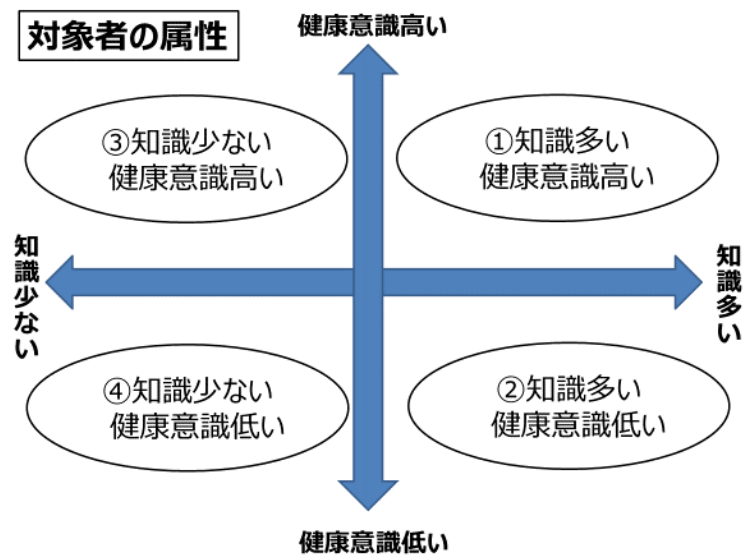 対象者の属性
健康意識高い
③知識少ない
健康意識高い
①知識多い
健康意識高い
知識少ない
知識多い
④知識少ない
健康意識低い
②知識多い
健康意識低い
健康意識低い